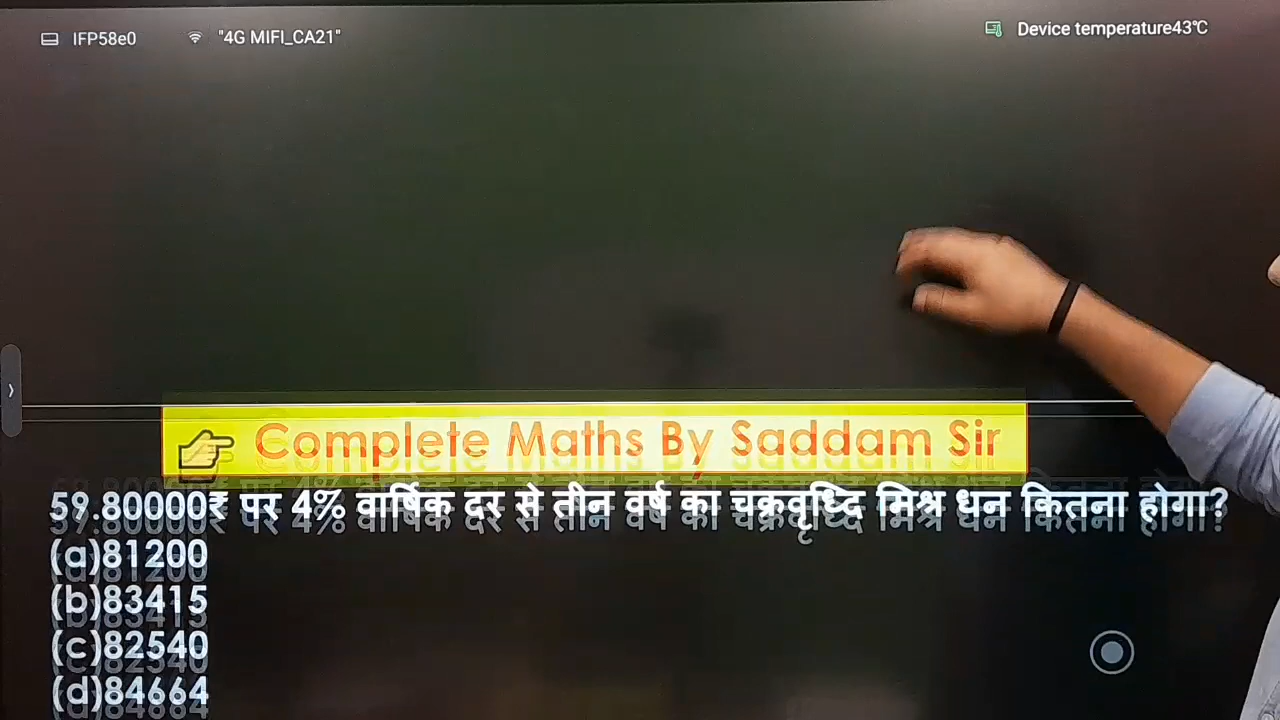 IFP58e0 "4G MIFI_CA21" Device temperature43℃
Complete Maths By Saddam Sir
59.80000₹ पर 4% वार्षिक दर से तीन वर्ष का चक्रवृध्दि मिश्र धन कितना होगा?
(a)81200
(b)83415
(c)82540
(d)84664